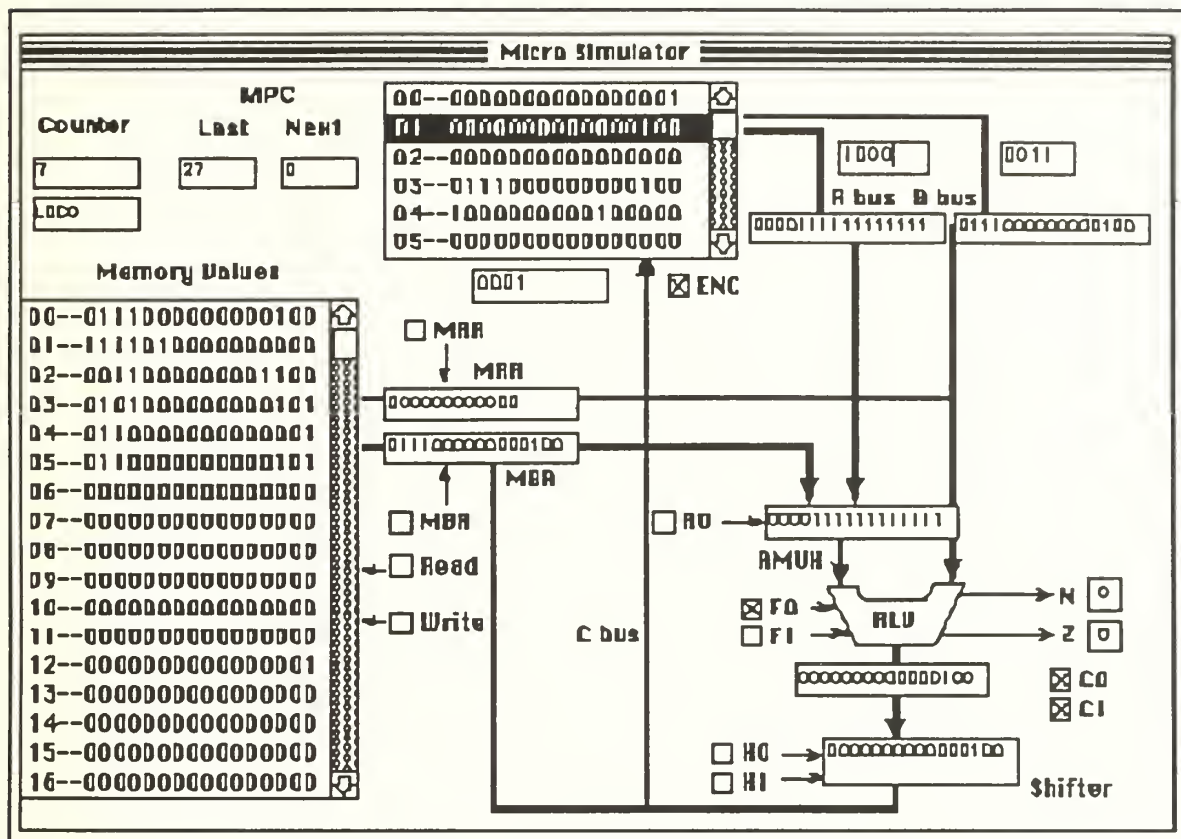 Micro Simulator
MPC
Counter Last Next
7 27 0
LODD
00--0000000000000001
01 0000000000000100
02--0000000000000000
03--0111000000000100
04--1000000000100000
05--0000000000000000
1000 0011
A bus B bus
0000111111111111 0111000000000100
0001 ENC
Memory Values
00--0111000000000100
01--1111010000000000
02--0011000000001100
03--0101000000000101
04--0110000000000001
05--0110000000000101
06--0000000000000000
07--0000000000000000
08--0000000000000000
09--0000000000000000
10--0000000000000000
11--0000000000000000
12--0000000000000001
13--0000000000000000
14--0000000000000000
15--0000000000000000
16--0000000000000000
MAR
MAR
000000000000
0111000000000100
MBR
MBR
Read
Write
C bus
A0
0000111111111111
AMUX
F0
F1
ALU
N 0
Z 0
0000000000000100
C0
C1
H0
H1
0000000000000100
Shifter